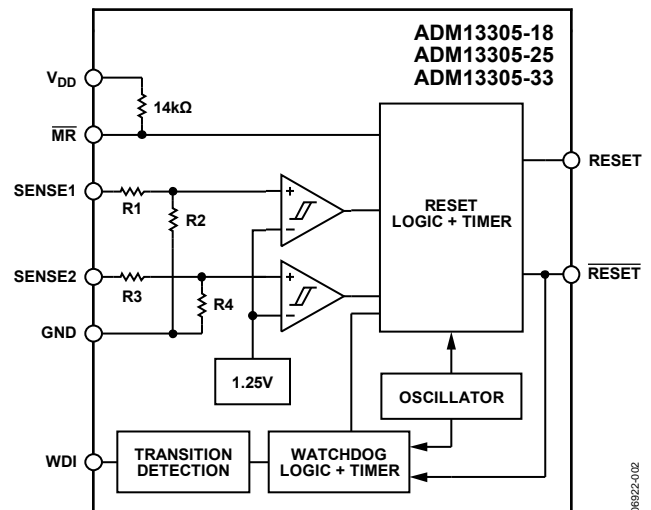 ADM13305-18
ADM13305-25
ADM13305-33
VDD
14kΩ
MR
SENSE1
R1
R2
+
–
RESET
LOGIC + TIMER
RESET
SENSE2
R3
R4
+
–
RESET
GND
1.25V
OSCILLATOR
WDI
TRANSITION
DETECTION
WATCHDOG
LOGIC + TIMER
06922-002